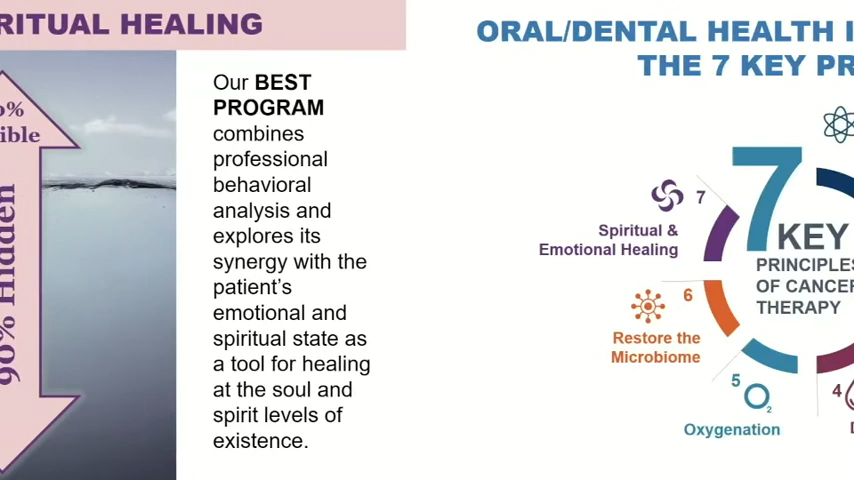 RITUAL HEALING
90% Hidden
Our BEST
PROGRAM
combines
professional
behavioral
analysis and
explores its
synergy with the
patient’s
emotional and
spiritual state as
a tool for healing
at the soul and
spirit levels of
existence.
ORAL/DENTAL HEALTH I
THE 7 KEY PR
7
KEY
PRINCIPLES
OF CANCER
THERAPY
7
Spiritual &
Emotional Healing
6
Restore the
Microbiome
5
O2
Oxygenation
4